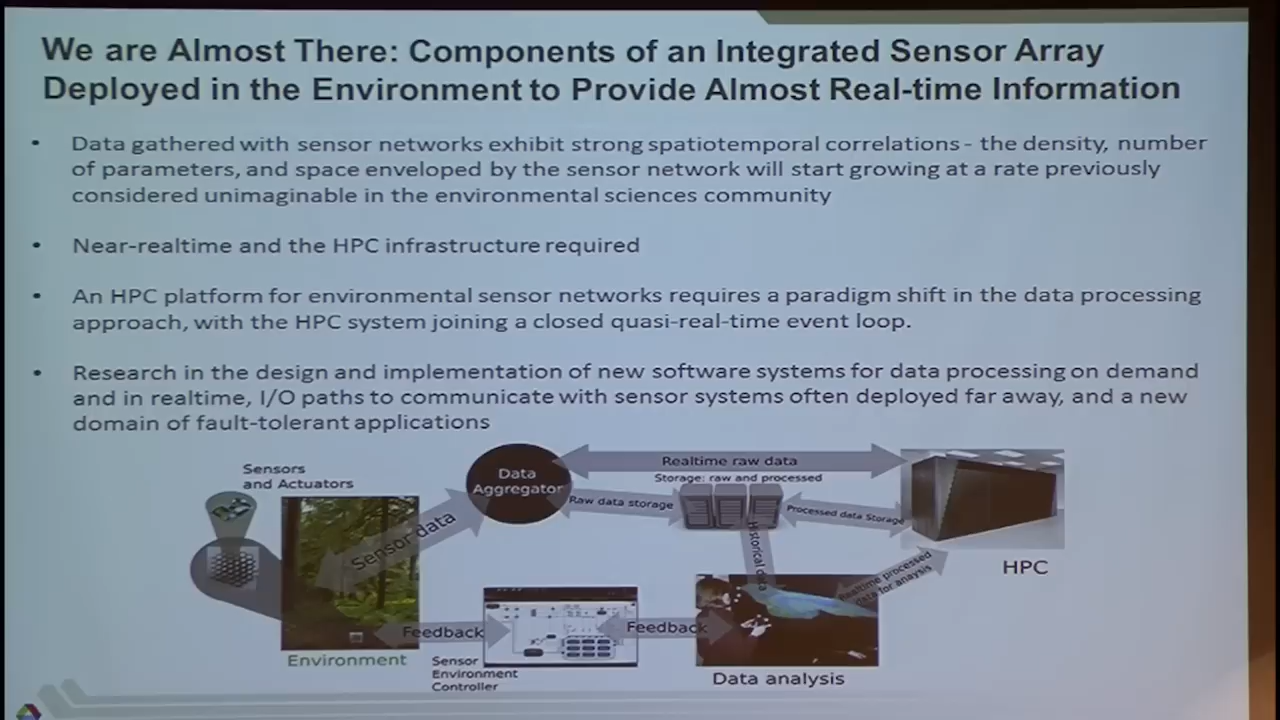 We are Almost There: Components of an Integrated Sensor Array
Deployed in the Environment to Provide Almost Real-time Information
• Data gathered with sensor networks exhibit strong spatiotemporal correlations - the density, number
of parameters, and space enveloped by the sensor network will start growing at a rate previously
considered unimaginable in the environmental sciences community
• Near-realtime and the HPC infrastructure required
• An HPC platform for environmental sensor networks requires a paradigm shift in the data processing
approach, with the HPC system joining a closed quasi-real-time event loop.
• Research in the design and implementation of new software systems for data processing on demand
and in realtime, I/O paths to communicate with sensor systems often deployed far away, and a new
domain of fault-tolerant applications
Sensors
and Actuators
Data
Aggregator
Realtime raw data
Storage: raw and processed
Raw data storage
Processed data Storage
Sensor data
Historical data
Realtime processed
data for anaysis
HPC
Feedback
Feedback
Environment
Sensor
Environment
Controller
Data analysis